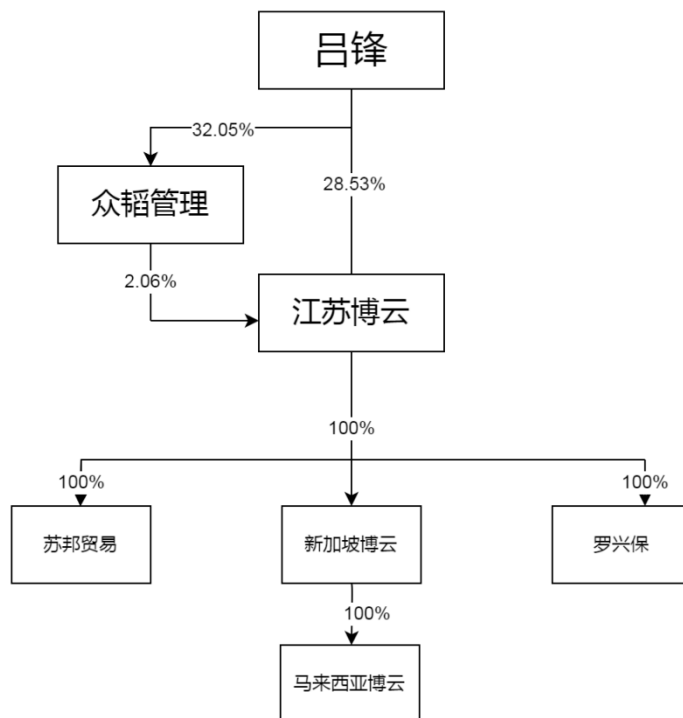 吕锋
32.05%
众韬管理
28.53%
2.06%
江苏博云
100%
100%
100%
苏邦贸易
新加坡博云
罗兴保
100%
马来西亚博云